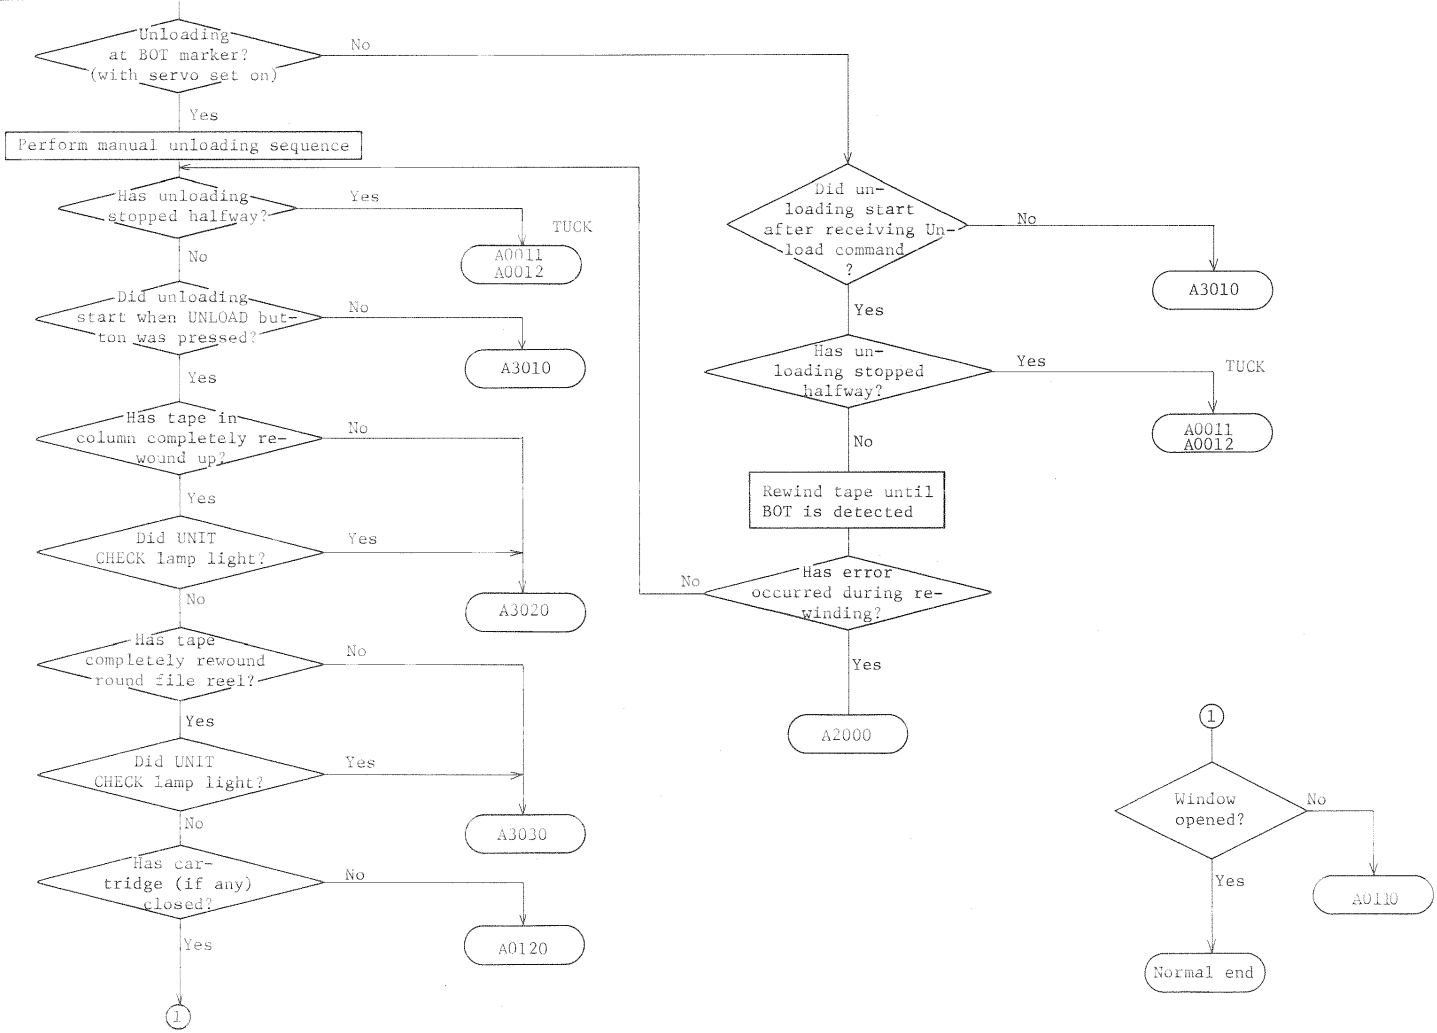 Unloading
at BOT marker?
(with servo set on)
No
Yes
Perform manual unloading sequence
Has unloading
stopped halfway?
Yes
TUCK
A0011
A0012
No
Did unloading
start when UNLOAD but-
ton was pressed?
No
A3010
Yes
Has tape in
column completely re-
wound up?
No
Yes
Did UNIT
CHECK lamp light?
Yes
A3020
No
Has tape
completely rewound
round file reel?
No
Yes
Did UNIT
CHECK lamp light?
Yes
A3030
No
Has car-
tridge (if any)
closed?
No
A0120
Yes
1
Did un-
loading start
after receiving Un-
load command
?
No
A3010
Yes
Has un-
loading stopped
halfway?
Yes
TUCK
A0011
A0012
No
Rewind tape until
BOT is detected
Has error
occurred during re-
winding?
No
Yes
A2000
1
Window
opened?
No
A0110
Yes
Normal end